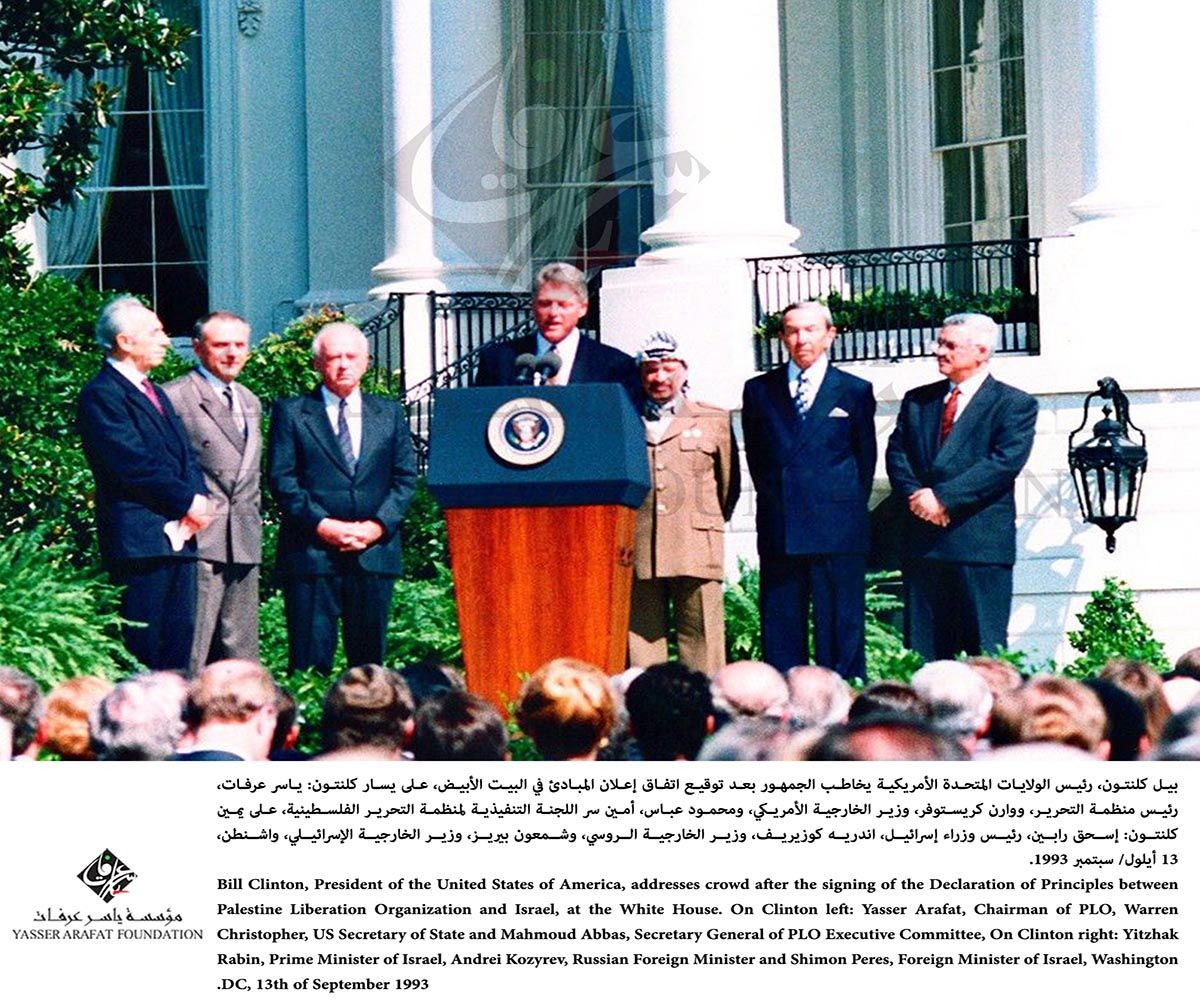 بيل كلنتون، رئيس الولايات المتحدة الأمريكية يخاطب الجمهور بعد توقيع اتفاق إعلان المبادئ في البيت الأبيض، على يسار كلنتون: ياسر عرفات،
رئيس منظمة التحرير، ووارن كريستوفر، وزير الخارجية الأمريكي، ومحمود عباس، أمين سر اللجنة التنفيذية لمنظمة التحرير الفلسطينية، على يمين
كلنتون: إسحق رابين، رئيس وزراء إسرائيل، اندريه كوزيريف، وزير الخارجية الروسي، وشمعون بيريز، وزير الخارجية الإسرائيلي، واشنطن،
13 أيلول/ سبتمبر 1993.
Bill Clinton, President of the United States of America, addresses crowd after the signing of the Declaration of Principles between
Palestine Liberation Organization and Israel, at the White House. On Clinton left: Yasser Arafat, Chairman of PLO, Warren
Christopher, US Secretary of State and Mahmoud Abbas, Secretary General of PLO Executive Committee, On Clinton right: Yitzhak
Rabin, Prime Minister of Israel, Andrei Kozyrev, Russian Foreign Minister and Shimon Peres, Foreign Minister of Israel, Washington
.DC, 13th of September 1993
عرفات
مؤسسة ياسر عرفات
YASSER ARAFAT FOUNDATION